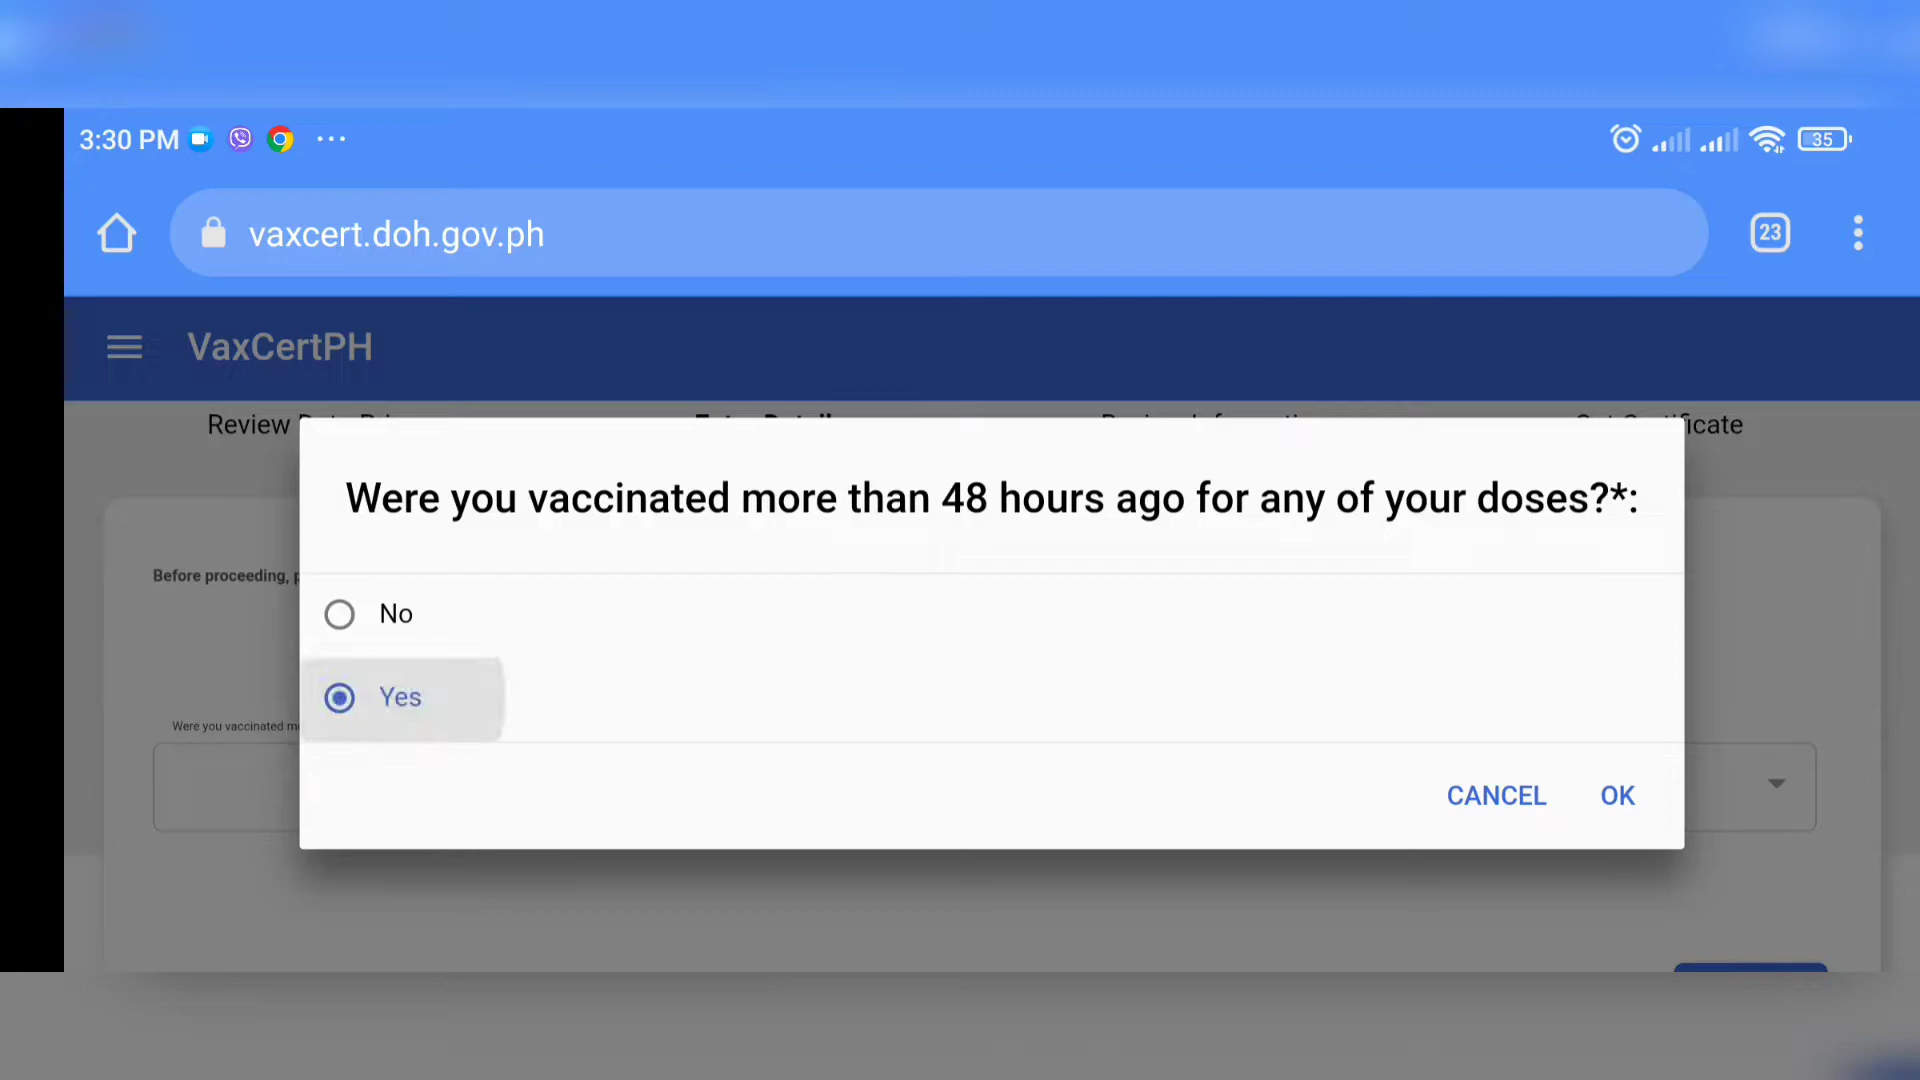 3:30 PM
35
vaxcert.doh.gov.ph
23
VaxCertPH
Review
Were you vaccinated more than 48 hours ago for any of your doses?*:
Before proceeding,
No
Yes
Were you vaccinated
CANCEL OK